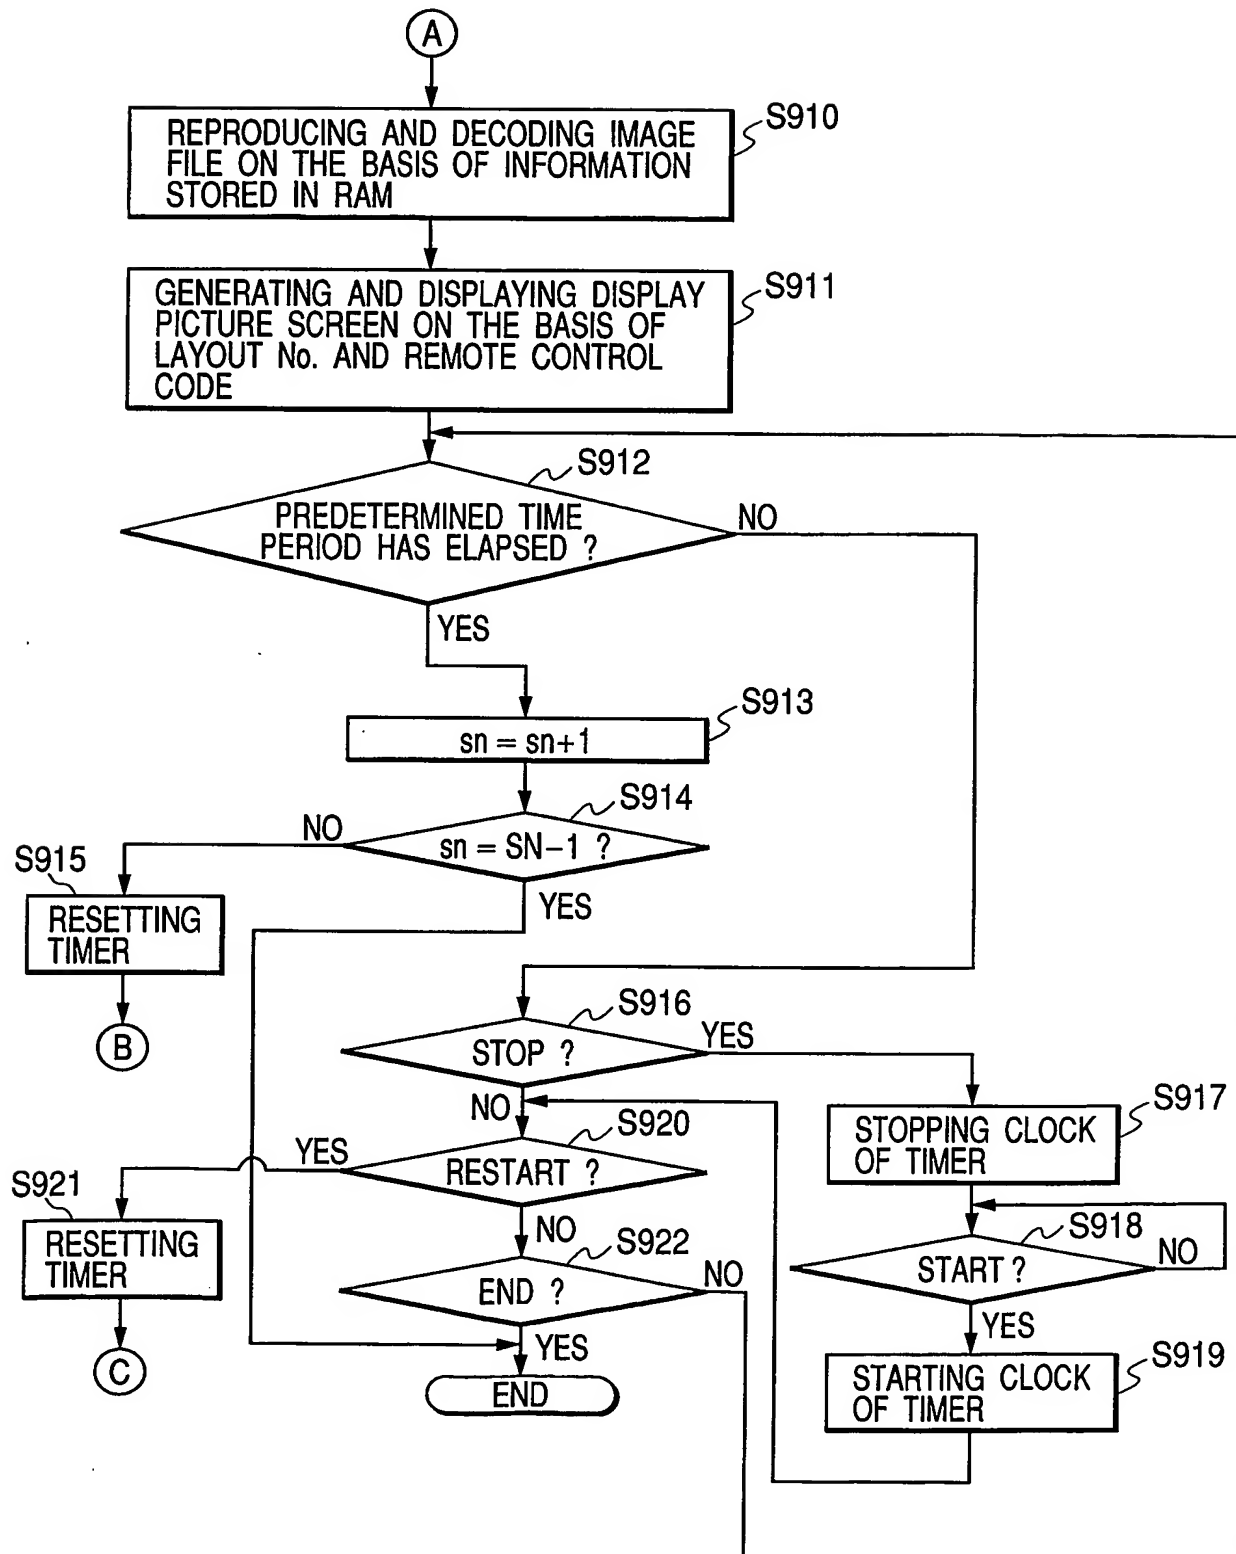 A
S910
REPRODUCING AND DECODING IMAGE
FILE ON THE BASIS OF INFORMATION
STORED IN RAM
S911
GENERATING AND DISPLAYING DISPLAY
PICTURE SCREEN ON THE BASIS OF
LAYOUT No. AND REMOTE CONTROL
CODE
S912
PREDETERMINED TIME
PERIOD HAS ELAPSED ?
NO
YES
S913
sn = sn+1
S914
sn = SN-1 ?
NO
YES
S915
RESETTING
TIMER
B
S916
STOP ?
YES
NO
S917
STOPPING CLOCK
OF TIMER
S918
START ?
NO
YES
S919
STARTING CLOCK
OF TIMER
S920
RESTART ?
YES
NO
S921
RESETTING
TIMER
C
S922
END ?
NO
YES
END